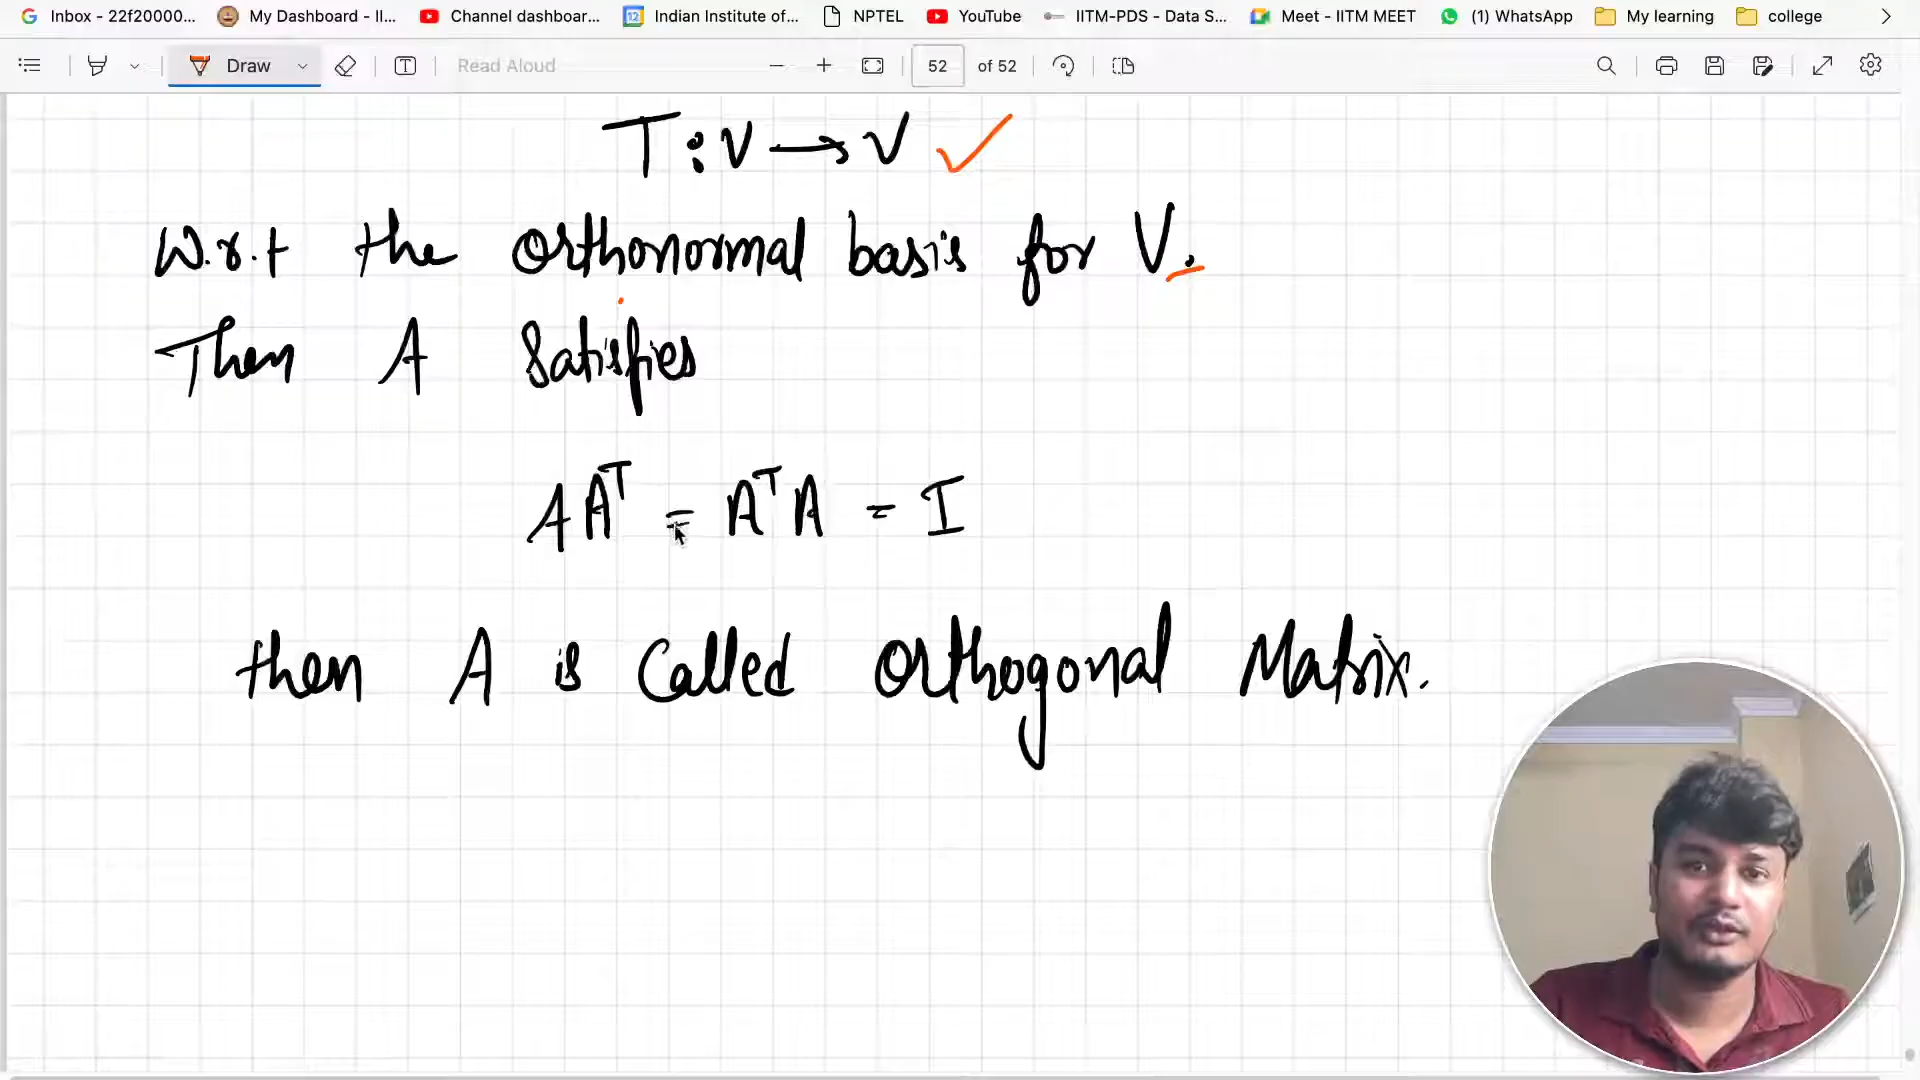 Inbox - 22f20000... My Dashboard - II... Channel dashboar... Indian Institute of... NPTEL YouTube IITM-PDS - Data S... Meet - IITM MEET (1) WhatsApp My learning college
Draw Read Aloud 52 of 52
T : V → V ✓
W.r.t the Orthonormal basis for V.
Then A Satisfies
A Aᵀ = Aᵀ A = I
then A is Called Orthogonal Matrix.